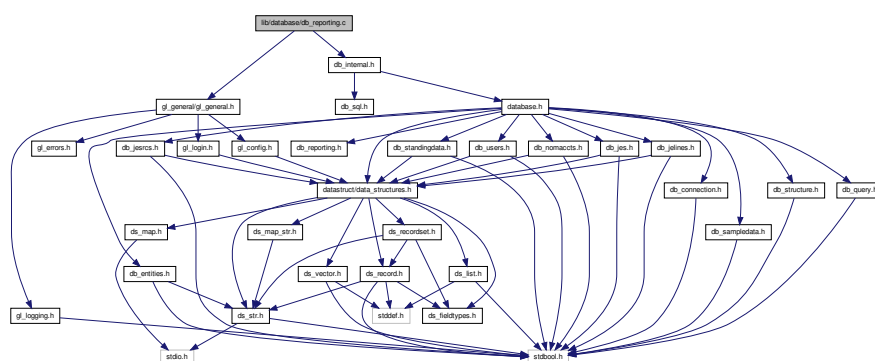 lib/database/db_reporting.c
db_internal.h
gl_general/gl_general.h
db_sql.h
database.h
gl_errors.h
db_jesrcs.h
gl_login.h
gl_config.h
db_reporting.h
db_standingdata.h
db_users.h
db_nomaccts.h
db_jes.h
db_jelines.h
datastruct/data_structures.h
db_connection.h
db_structure.h
db_query.h
ds_map.h
ds_map_str.h
ds_recordset.h
db_sampledata.h
db_entities.h
ds_vector.h
ds_record.h
ds_list.h
gl_logging.h
ds_str.h
stddef.h
ds_fieldtypes.h
stdio.h
stdbool.h